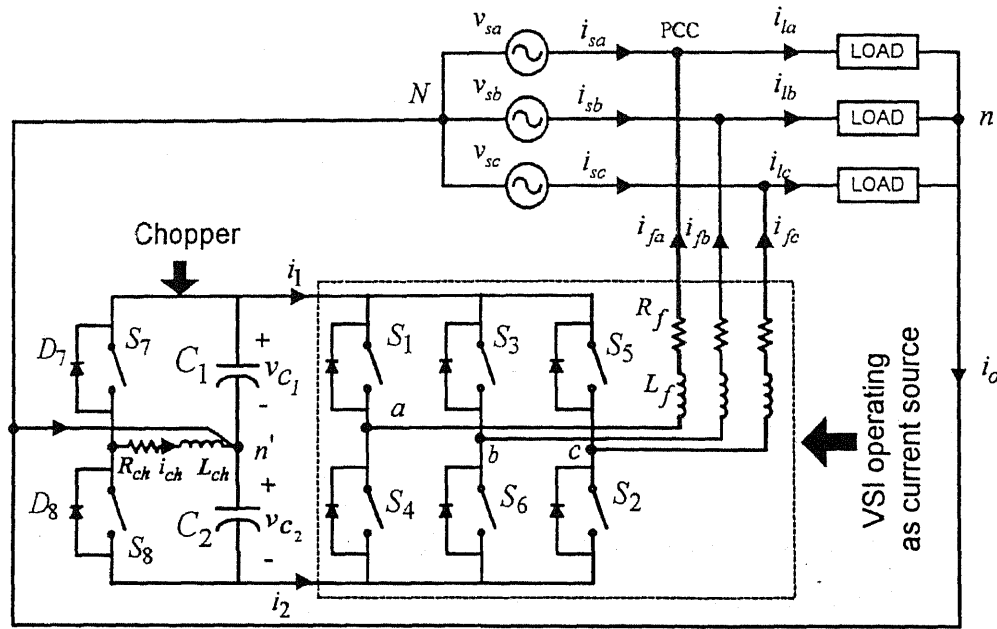 v_sa i_sa PCC i_la LOAD
N v_sb i_sb i_lb LOAD n
v_sc i_sc i_lc LOAD
i_fa i_fb i_fc
Chopper
i_1
D_7 S_7 C_1 + v_C_1 -
S_1 S_3 S_5
R_f
L_f
i_o
a b c
R_ch i_ch L_ch n'
D_8 S_8 C_2 + v_C_2 -
S_4 S_6 S_2
i_2
VSI operating
as current source